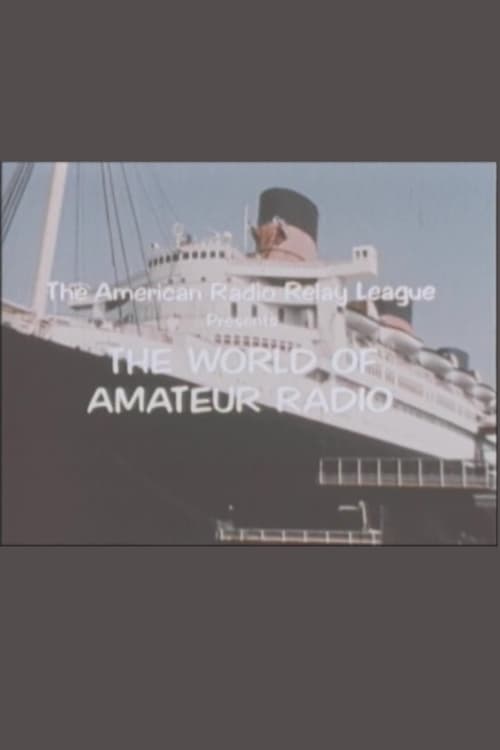 The American Radio Relay League
Presents
THE WORLD OF
AMATEUR RADIO